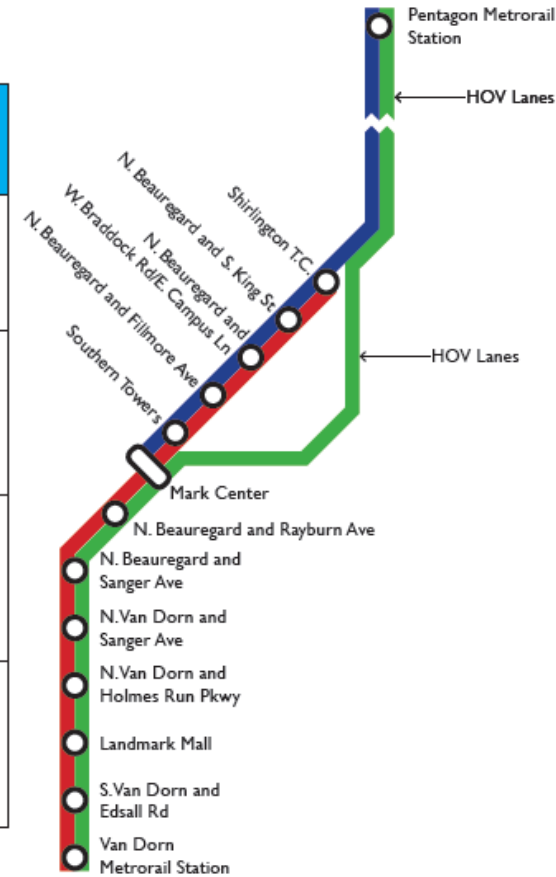 Pentagon Metrorail
Station
HOV Lanes
Shirlington T.C.
N. Beauregard and S. King St
N. Beauregard and
W. Braddock Rd/E. Campus Ln
N. Beauregard and Fillmore Ave
Southern Towers
HOV Lanes
Mark Center
N. Beauregard and Rayburn Ave
N. Beauregard and
Sanger Ave
N. Van Dorn and
Sanger Ave
N. Van Dorn and
Holmes Run Pkwy
Landmark Mall
S. Van Dorn and
Edsall Rd
Van Dorn
Metrorail Station